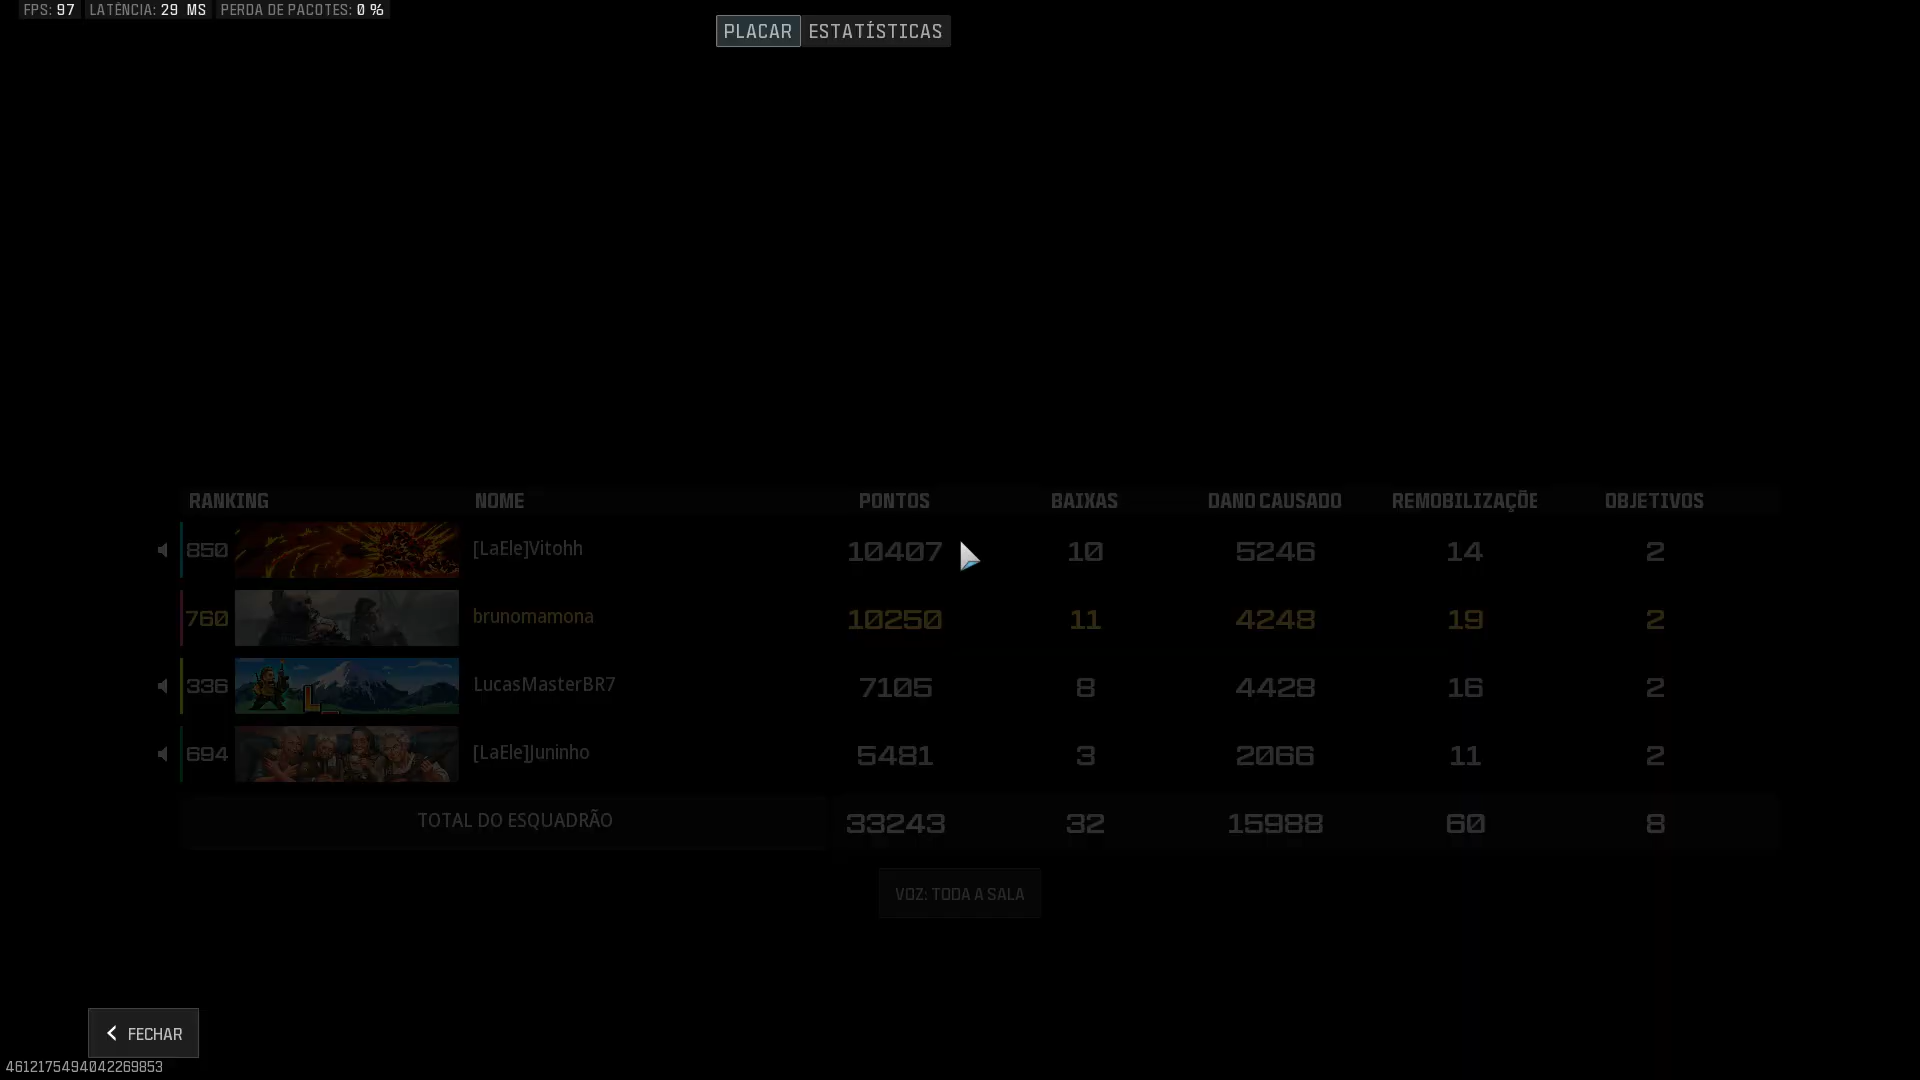 FPS: 97 LATÊNCIA: 29 MS PERDA DE PACOTES: 0 %
PLACAR ESTATÍSTICAS
RANKING NOME PONTOS BAIXAS DANO CAUSADO REMOBILIZAÇÕE OBJETIVOS
850 [LaEle]Vitohh 10407 10 5246 14 2
760 brunomamona 10250 11 4248 19 2
336 LucasMasterBR7 7105 8 4428 16 2
694 [LaEle]Juninho 5481 3 2066 11 2
TOTAL DO ESQUADRÃO 33243 32 15988 60 8
VOZ: TODA A SALA
FECHAR
4612175494042269853